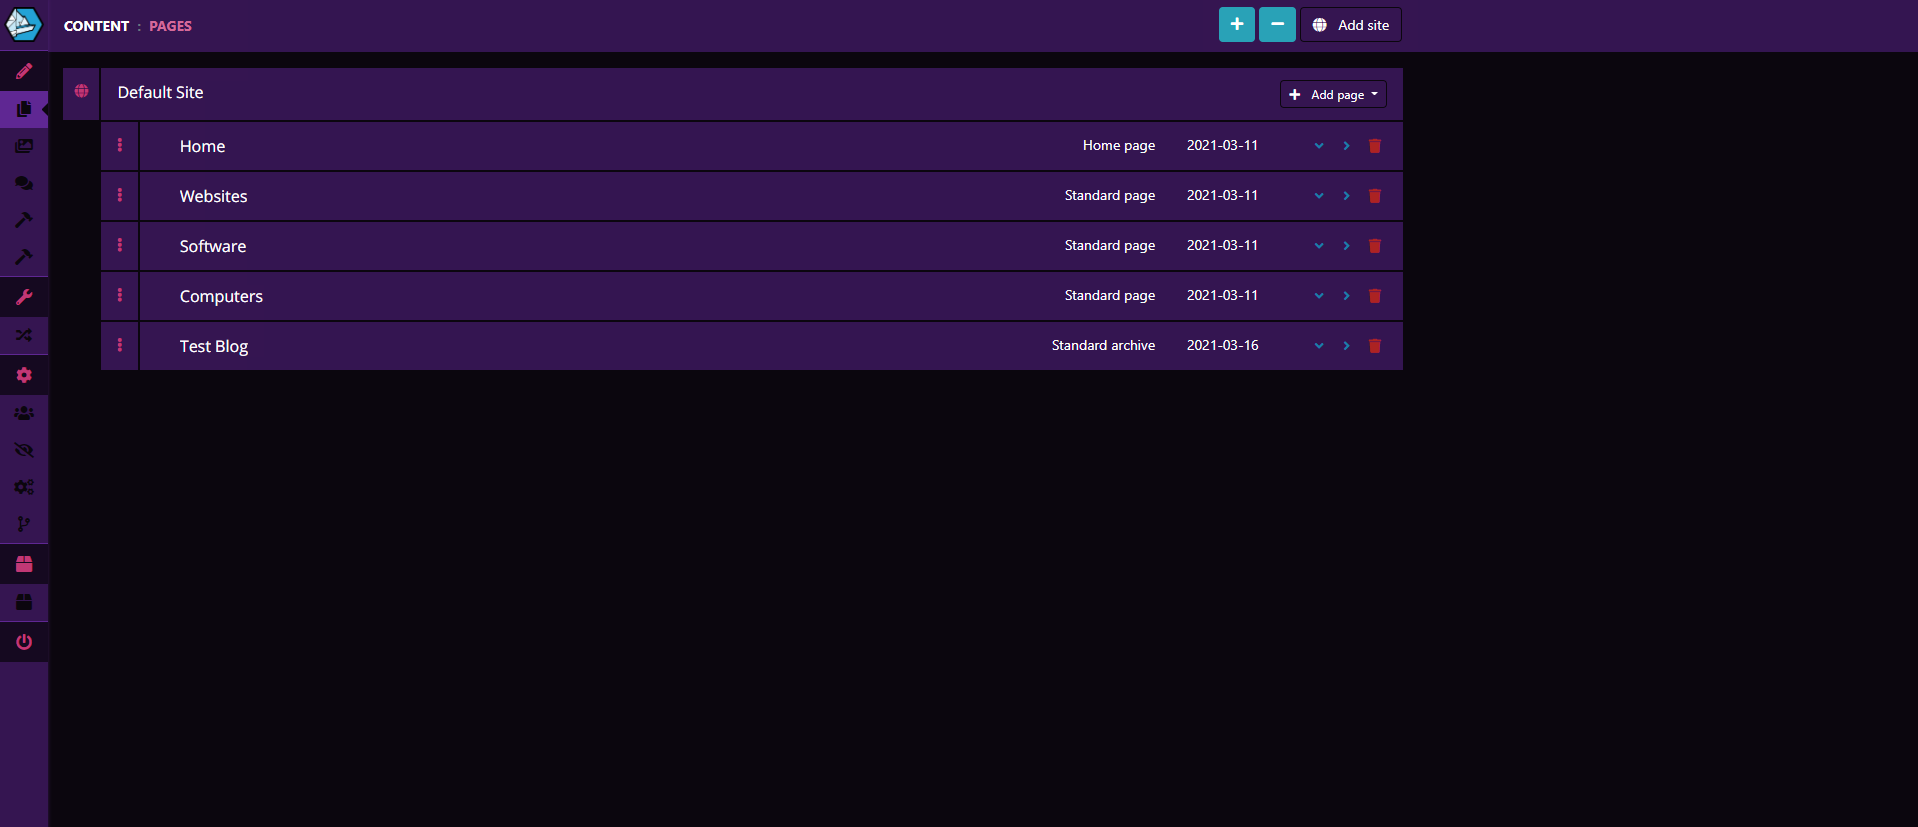 CONTENT : PAGES
Add site
Default Site
Add page
Home Home page 2021-03-11
Websites Standard page 2021-03-11
Software Standard page 2021-03-11
Computers Standard page 2021-03-11
Test Blog Standard archive 2021-03-16